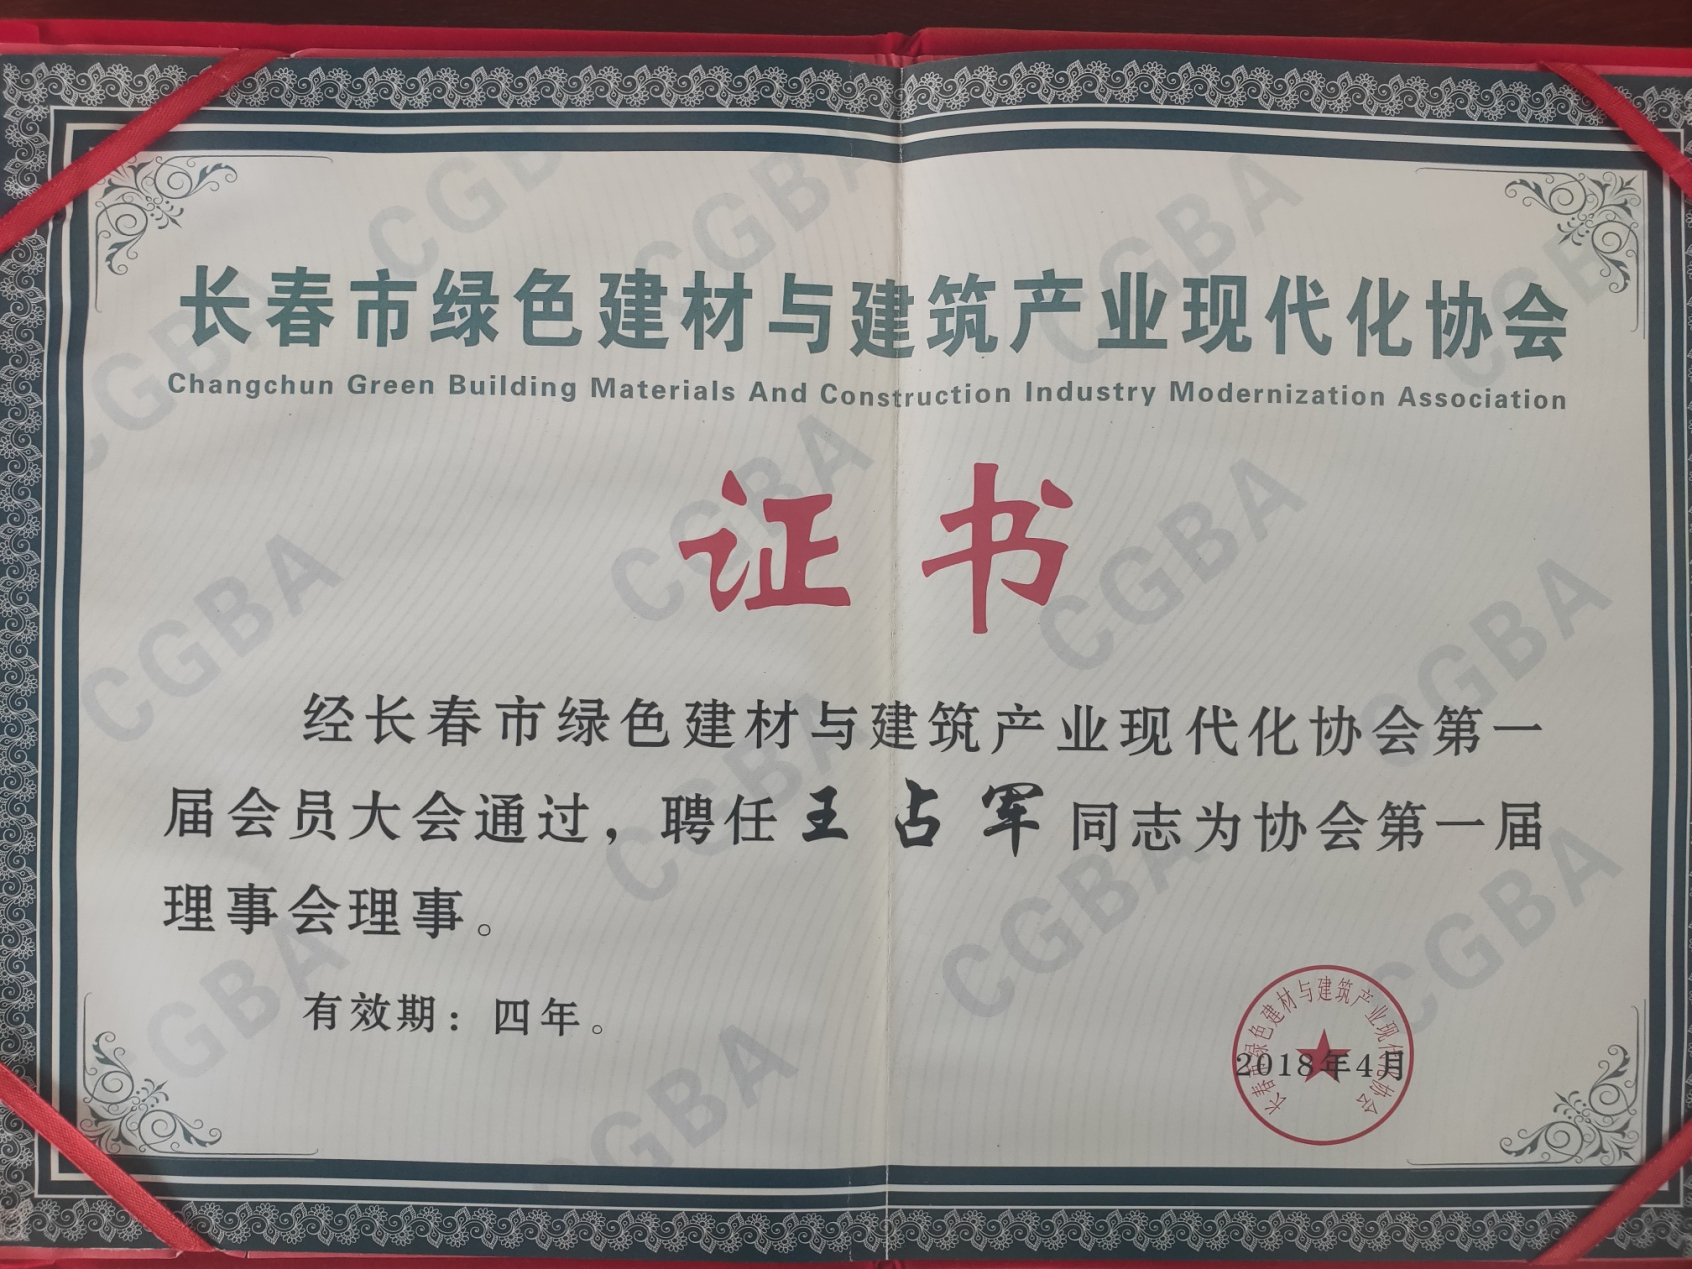 长春市绿色建材与建筑产业现代化协会
Changchun Green Building Materials And Construction Industry Modernization Association
证书
经长春市绿色建材与建筑产业现代化协会第一
届会员大会通过，聘任王占军同志为协会第一届
理事会理事。
有效期：四年。
长春市绿色建材与建筑产业现代化协会
2018年4月
CGBA